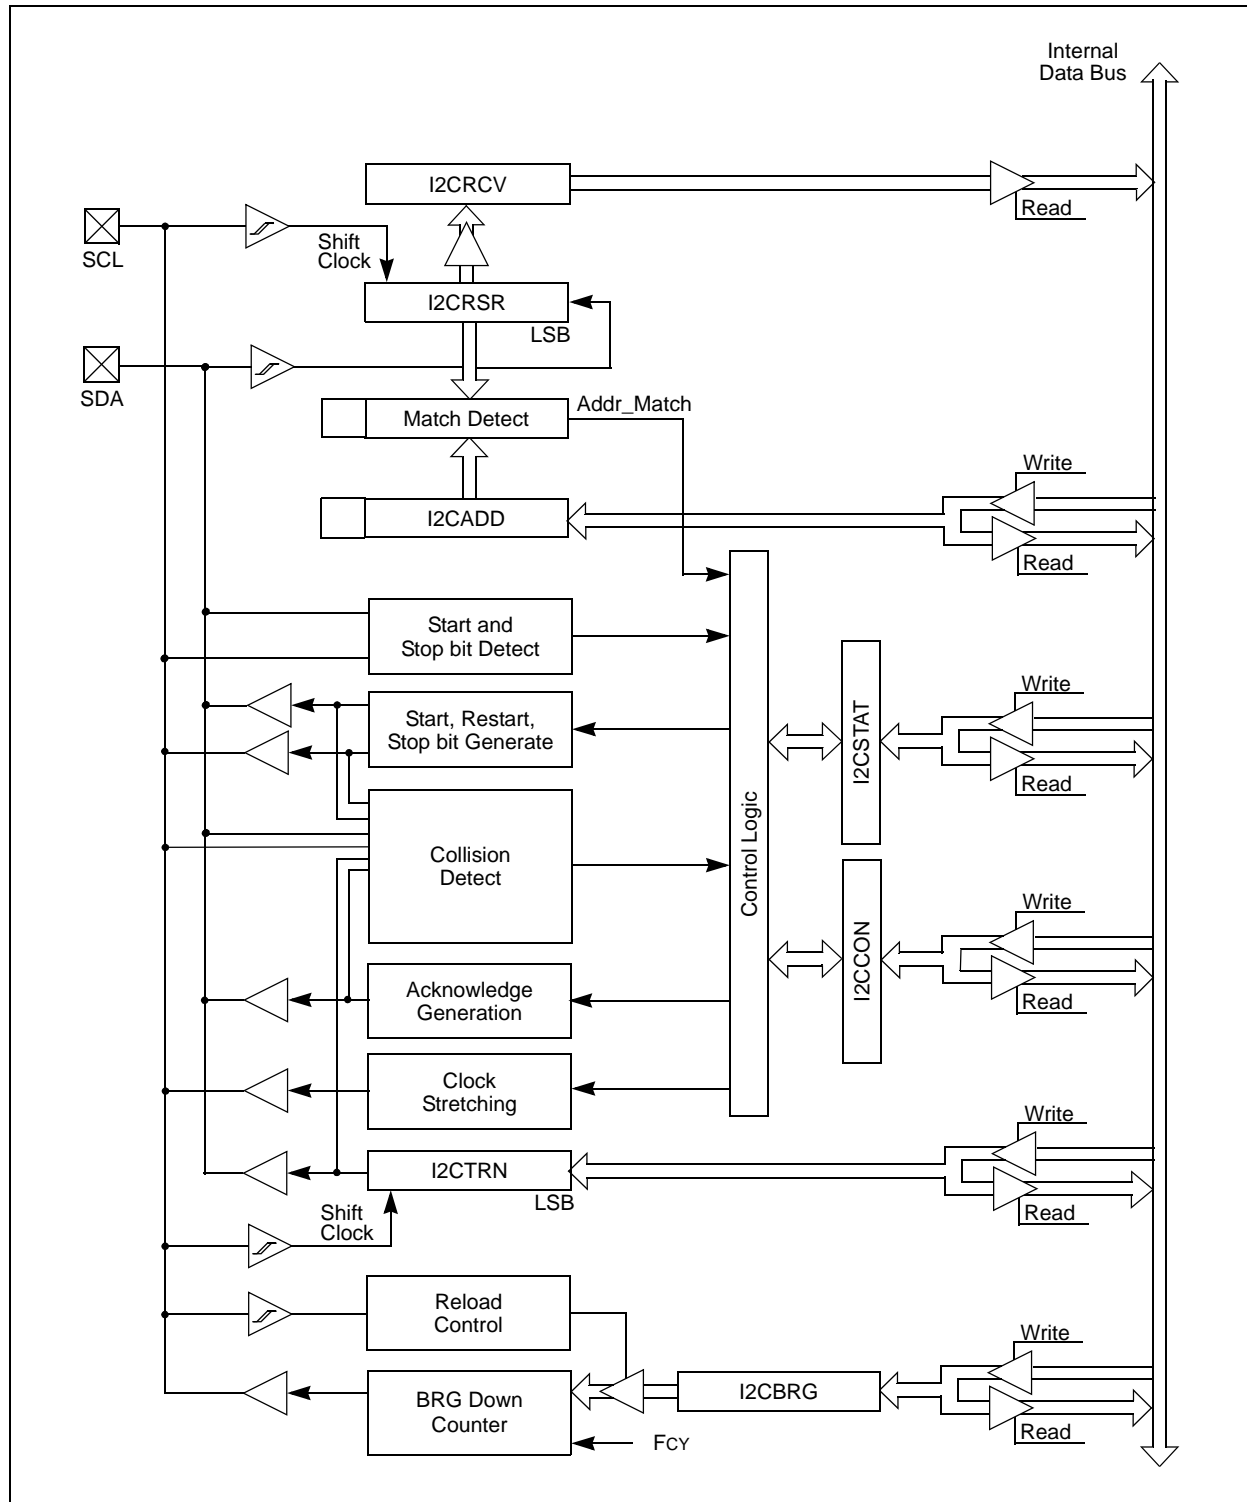 Internal
Data Bus
I2CRCV
Read
SCL
Shift
Clock
I2CRSR
LSB
SDA
Addr_Match
Match Detect
Write
I2CADD
Read
Start and
Stop bit Detect
Write
Start, Restart,
Stop bit Generate
I2CSTAT
Read
Control Logic
Collision
Detect
Write
I2CCON
Acknowledge
Generation
Read
Clock
Stretching
Write
I2CTRN
LSB
Shift
Clock
Read
Reload
Control
Write
I2CBRG
BRG Down
Counter
Read
FCY